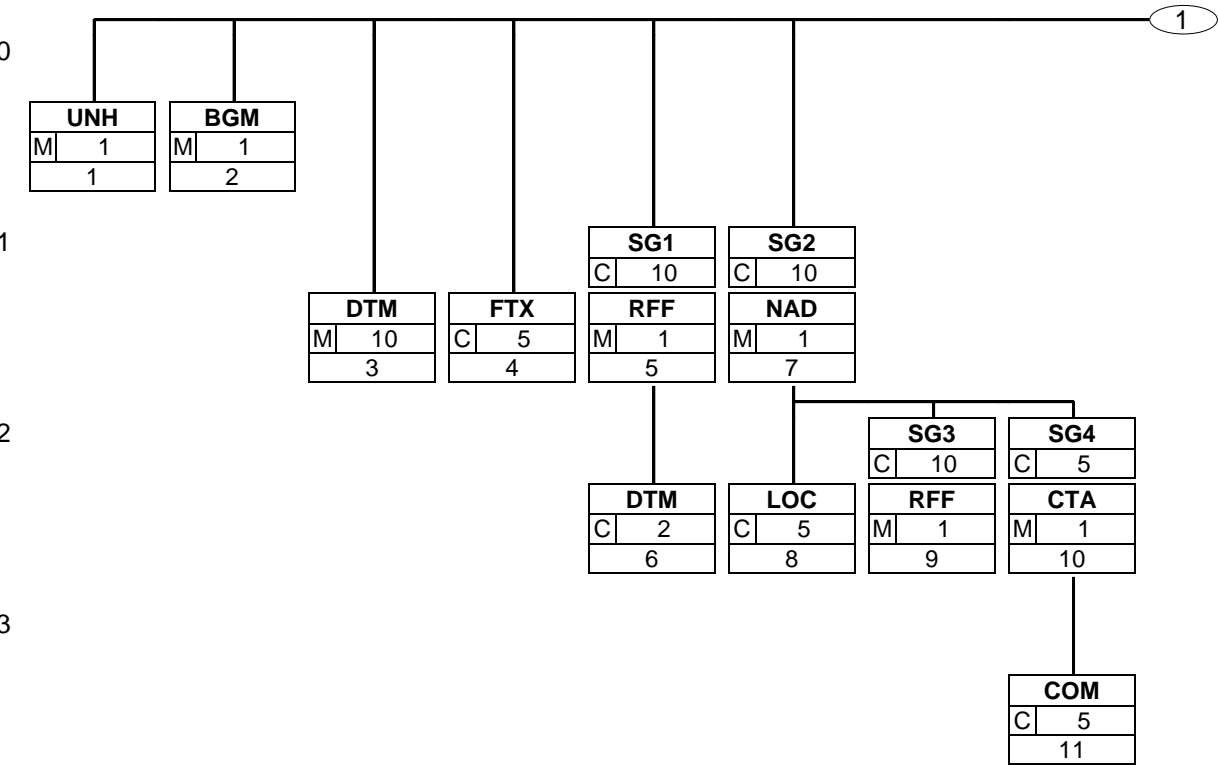 1
0
UNH BGM
M 1 M 1
1 2
1
SG1 SG2
C 10 C 10
DTM FTX RFF NAD
M 10 C 5 M 1 M 1
3 4 5 7
2
SG3 SG4
C 10 C 5
DTM LOC RFF CTA
C 2 C 5 M 1 M 1
6 8 9 10
3
COM
C 5
11